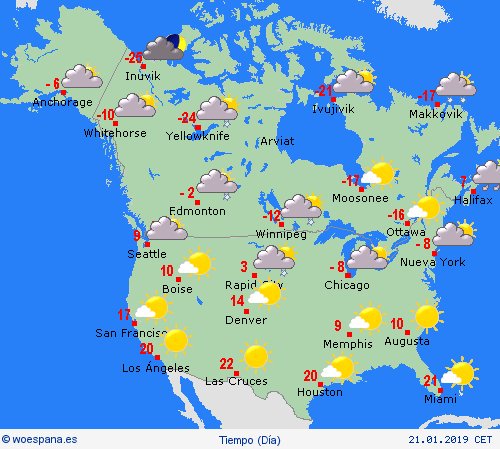 -29
Inuvik
- 6
Anchorage
-10
Whitehorse
-24
Yellowknife
-21
Ivujivik
-17
Makkovik
Arviat
-17
Moosonee
7
Halifax
- 2
Edmonton
-12
Winnipeg
-16
Ottawa
9
Seattle
- 8
Nueva York
10
Boise
3
Rapid City
- 8
Chicago
14
Denver
17
San Francisc
9
Memphis
10
Augusta
20
Los Ángeles
22
Las Cruces
20
Houston
21
Miami
© woespana.es Tiempo (Día) 21.01.2019 CET